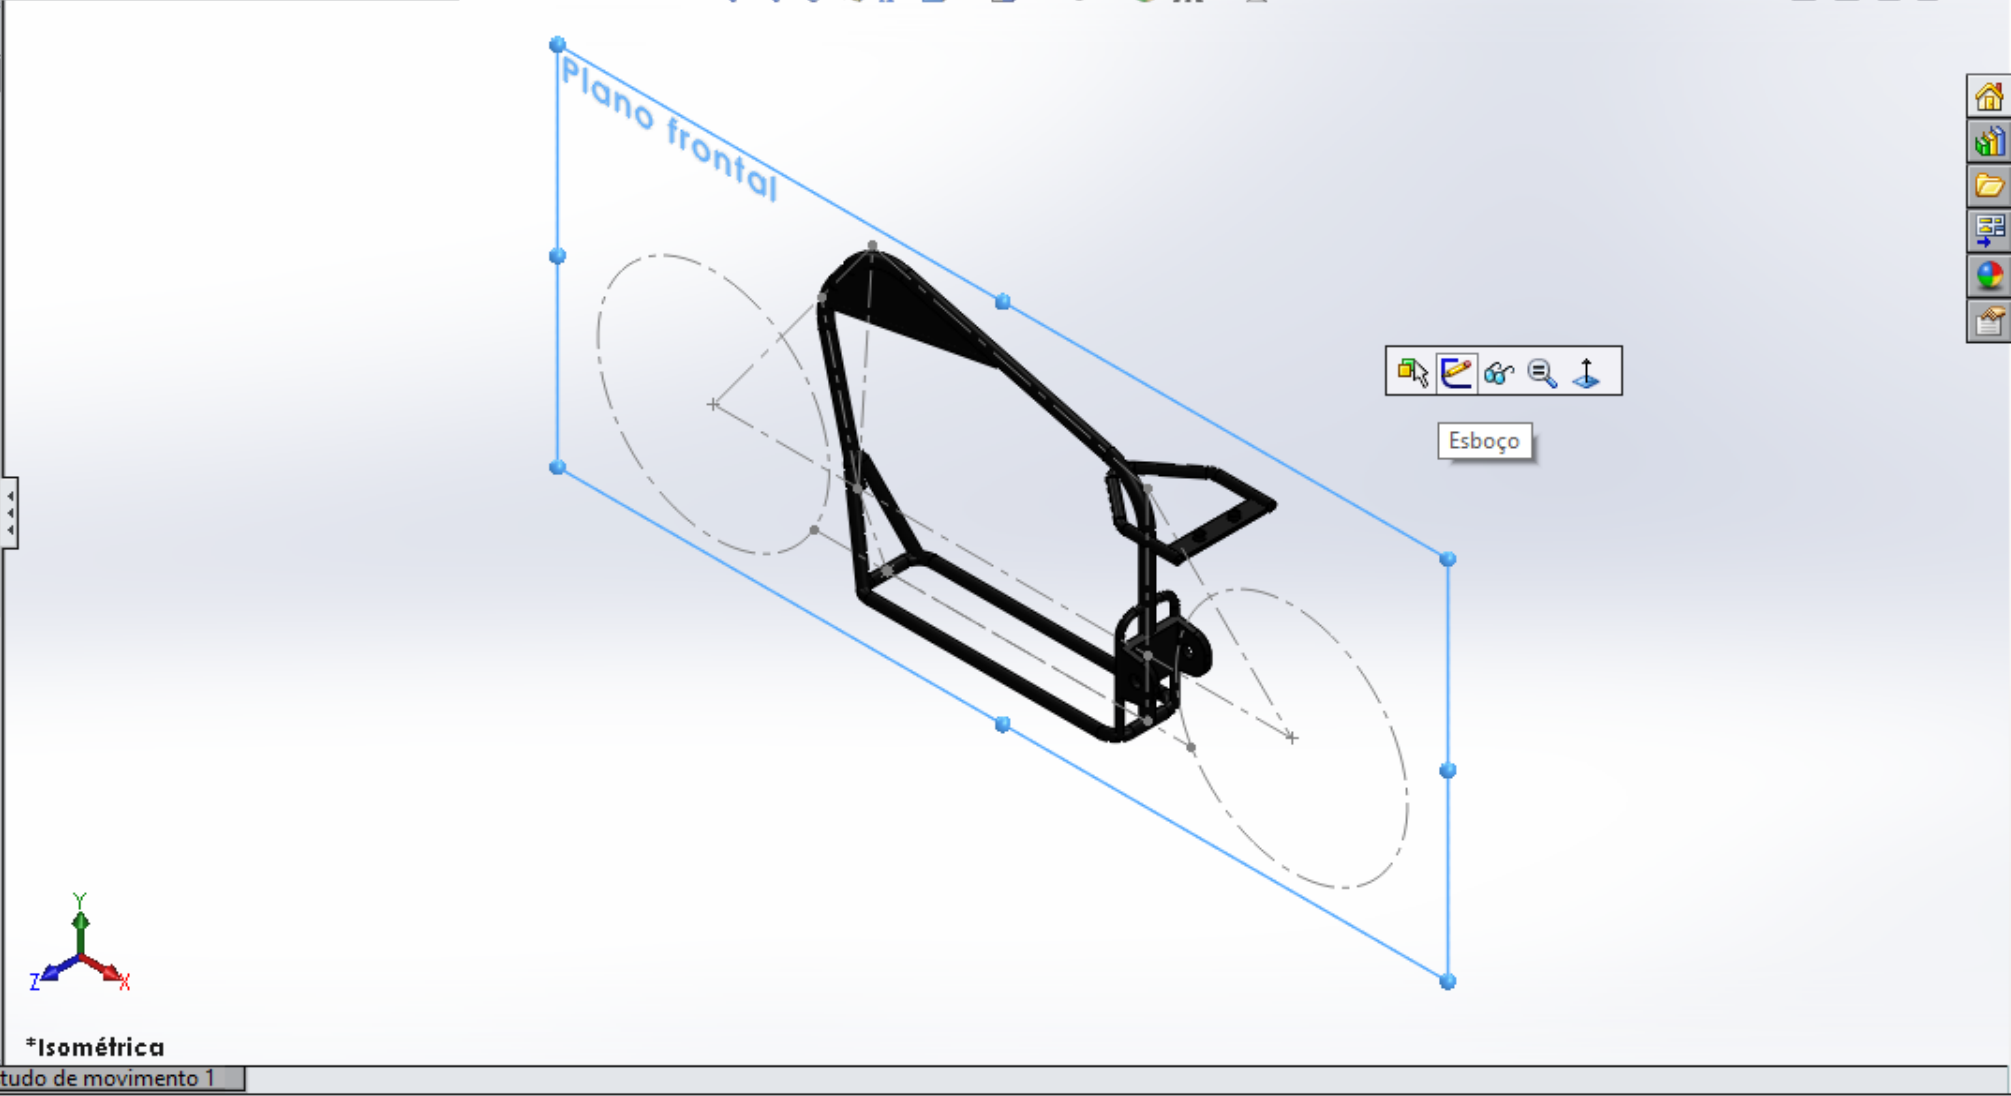 Plano frontal
Esboço
Y
Z
X
*Isométrica
tudo de movimento 1